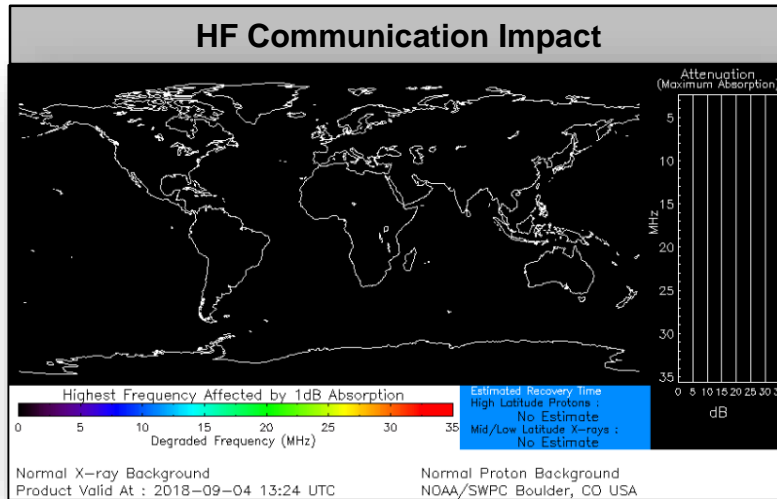 HF Communication Impact
Attenuation
(Maximum Absorption)
5
10
15
MHz
20
25
30
35
0 5 10 15 20 25 30
dB
Highest Frequency Affected by 1dB Absorption
0 5 10 15 20 25 30 35
Degraded Frequency (MHz)
Estimated Recovery Time
High Latitude Protons :
No Estimate
Mid/Low Latitude X-rays :
No Estimate
Normal X-ray Background
Normal Proton Background
Product Valid At : 2018-09-04 13:24 UTC
NOAA/SWPC Boulder, CO USA